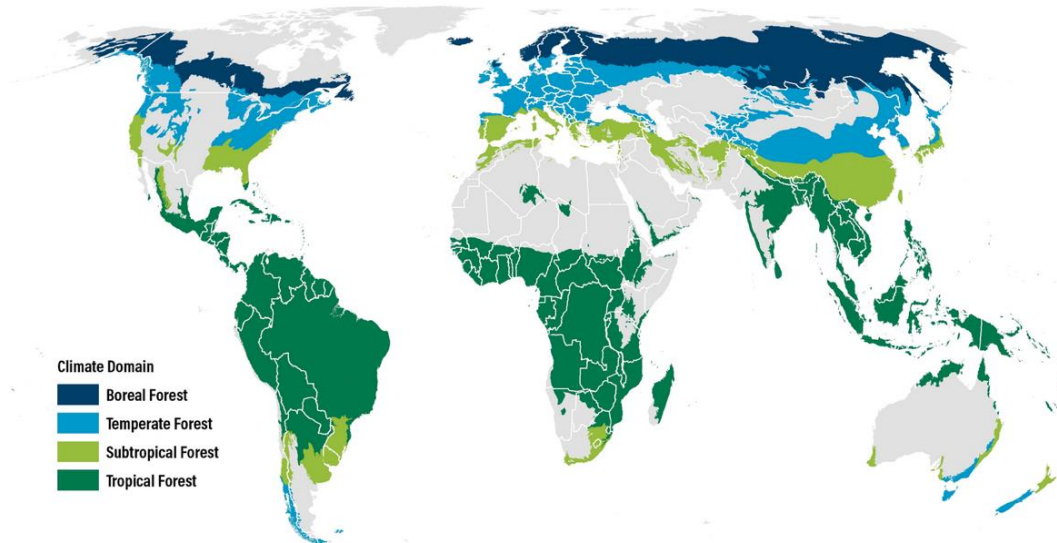 Climate Domain
Boreal Forest
Temperate Forest
Subtropical Forest
Tropical Forest